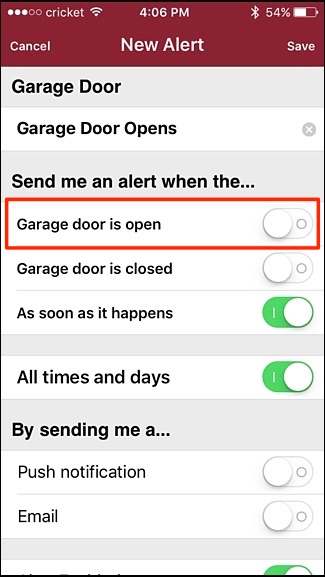 cricket 4:06 PM 54%
Cancel New Alert Save
Garage Door
Garage Door Opens
Send me an alert when the...
Garage door is open
Garage door is closed
As soon as it happens
All times and days
By sending me a...
Push notification
Email